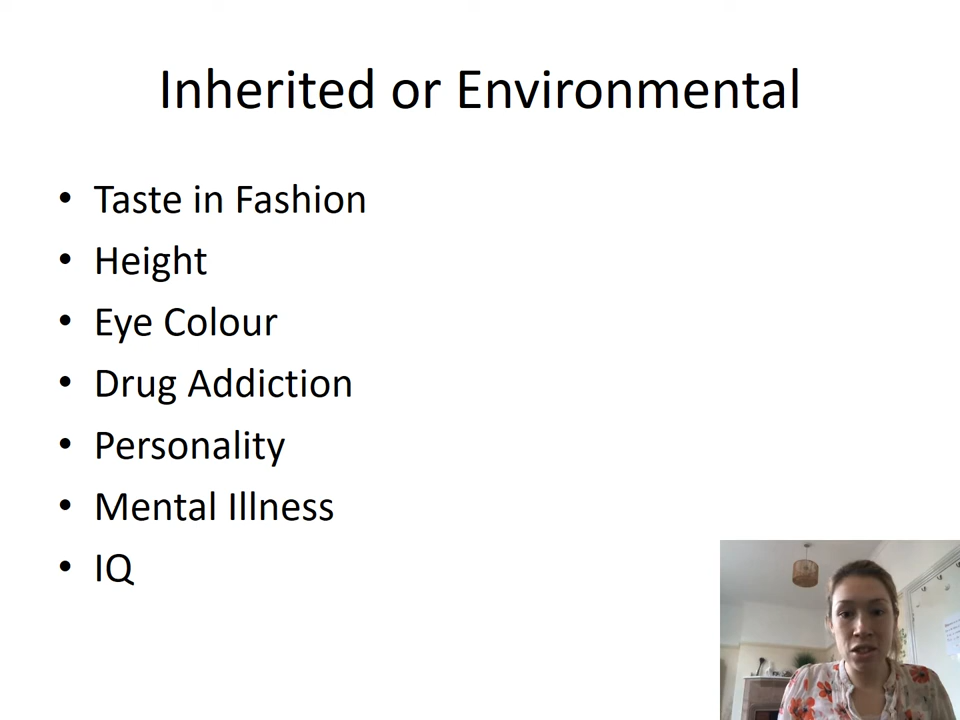 Inherited or Environmental
• Taste in Fashion
• Height
• Eye Colour
• Drug Addiction
• Personality
• Mental Illness
• IQ